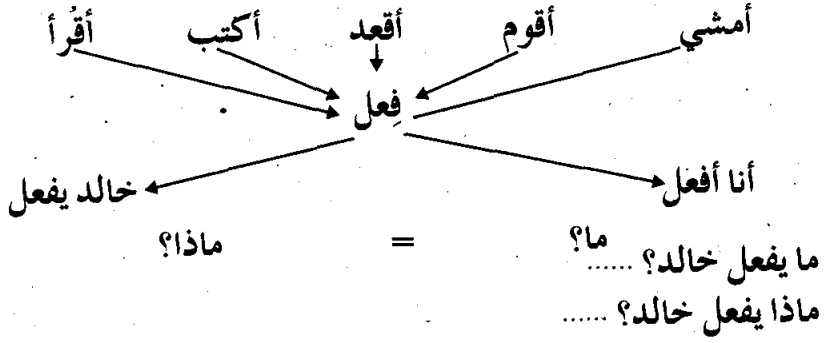 أمشي أقوم أقعد أكتب أقرأ
فِعل
أنا أفعل خالد يفعل
ما؟ = ماذا؟
ما يفعل خالد؟ ......
ماذا يفعل خالد؟ ......